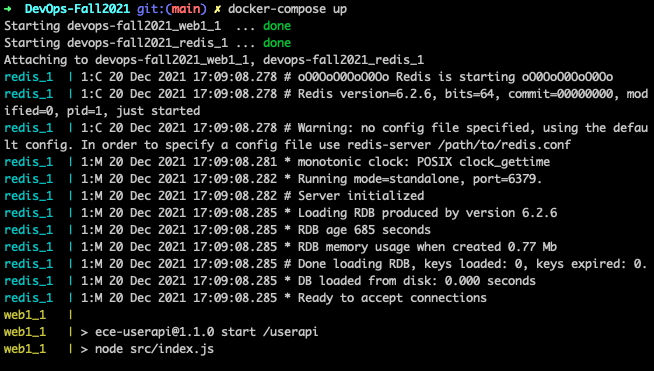 ➜  DevOps-Fall2021 git:(main) ✗ docker-compose up
Starting devops-fall2021_web1_1  ... done
Starting devops-fall2021_redis_1 ... done
Attaching to devops-fall2021_web1_1, devops-fall2021_redis_1
redis_1  | 1:C 20 Dec 2021 17:09:08.278 # oO0OoO0OoO0Oo Redis is starting oO0OoO0OoO0Oo
redis_1  | 1:C 20 Dec 2021 17:09:08.278 # Redis version=6.2.6, bits=64, commit=00000000, mod
ified=0, pid=1, just started
redis_1  | 1:C 20 Dec 2021 17:09:08.278 # Warning: no config file specified, using the defau
lt config. In order to specify a config file use redis-server /path/to/redis.conf
redis_1  | 1:M 20 Dec 2021 17:09:08.281 * monotonic clock: POSIX clock_gettime
redis_1  | 1:M 20 Dec 2021 17:09:08.282 * Running mode=standalone, port=6379.
redis_1  | 1:M 20 Dec 2021 17:09:08.282 # Server initialized
redis_1  | 1:M 20 Dec 2021 17:09:08.285 * Loading RDB produced by version 6.2.6
redis_1  | 1:M 20 Dec 2021 17:09:08.285 * RDB age 685 seconds
redis_1  | 1:M 20 Dec 2021 17:09:08.285 * RDB memory usage when created 0.77 Mb
redis_1  | 1:M 20 Dec 2021 17:09:08.285 # Done loading RDB, keys loaded: 0, keys expired: 0.
redis_1  | 1:M 20 Dec 2021 17:09:08.285 * DB loaded from disk: 0.000 seconds
redis_1  | 1:M 20 Dec 2021 17:09:08.285 * Ready to accept connections
web1_1   |
web1_1   | > ece-userapi@1.1.0 start /userapi
web1_1   | > node src/index.js